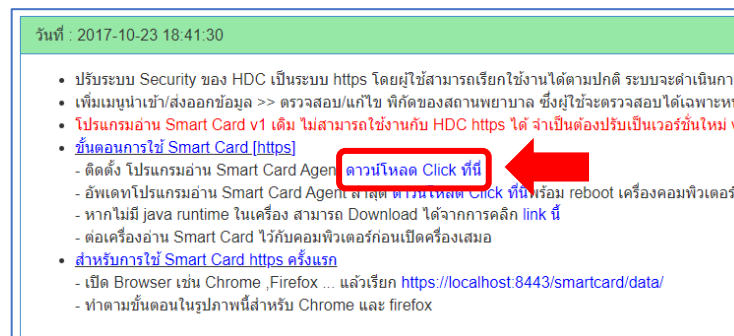 วันที่ : 2017-10-23 18:41:30
ปรับระบบ Security ของ HDC เป็นระบบ https โดยผู้ใช้สามารถเรียกใช้งานได้ตามปกติ ระบบจะดำเนินกา
เพิ่มเมนูนำเข้า/ส่งออกข้อมูล >> ตรวจสอบ/แก้ไข พิกัดของสถานพยาบาล ซึ่งผู้ใช้จะตรวจสอบได้เฉพาะห
โปรแกรมอ่าน Smart Card v1 เดิม ไม่สามารถใช้งานกับ HDC https ได้ จำเป็นต้องปรับเป็นเวอร์ชั่นใหม่ v
ขั้นตอนการใช้ Smart Card [https]
- ติดตั้ง โปรแกรมอ่าน Smart Card Agent ดาวน์โหลด Click ที่นี่
- อัพเดทโปรแกรมอ่าน Smart Card Agent ล่าสุด ดาวน์โหลด Click ที่นี่พร้อม reboot เครื่องคอมพิวเตอร์
- หากไม่มี java runtime ในเครื่อง สามารถ Download ได้จากการคลิก link นี้
- ต่อเครื่องอ่าน Smart Card ไว้กับคอมพิวเตอร์ก่อนเปิดครื่องเสมอ
สำหรับการใช้ Smart Card https ครั้งแรก
- เปิด Browser เช่น Chrome ,Firefox ... แล้วเรียก https://localhost:8443/smartcard/data/
- ทำตามขั้นตอนในรูปภาพนี้สำหรับ Chrome และ firefox